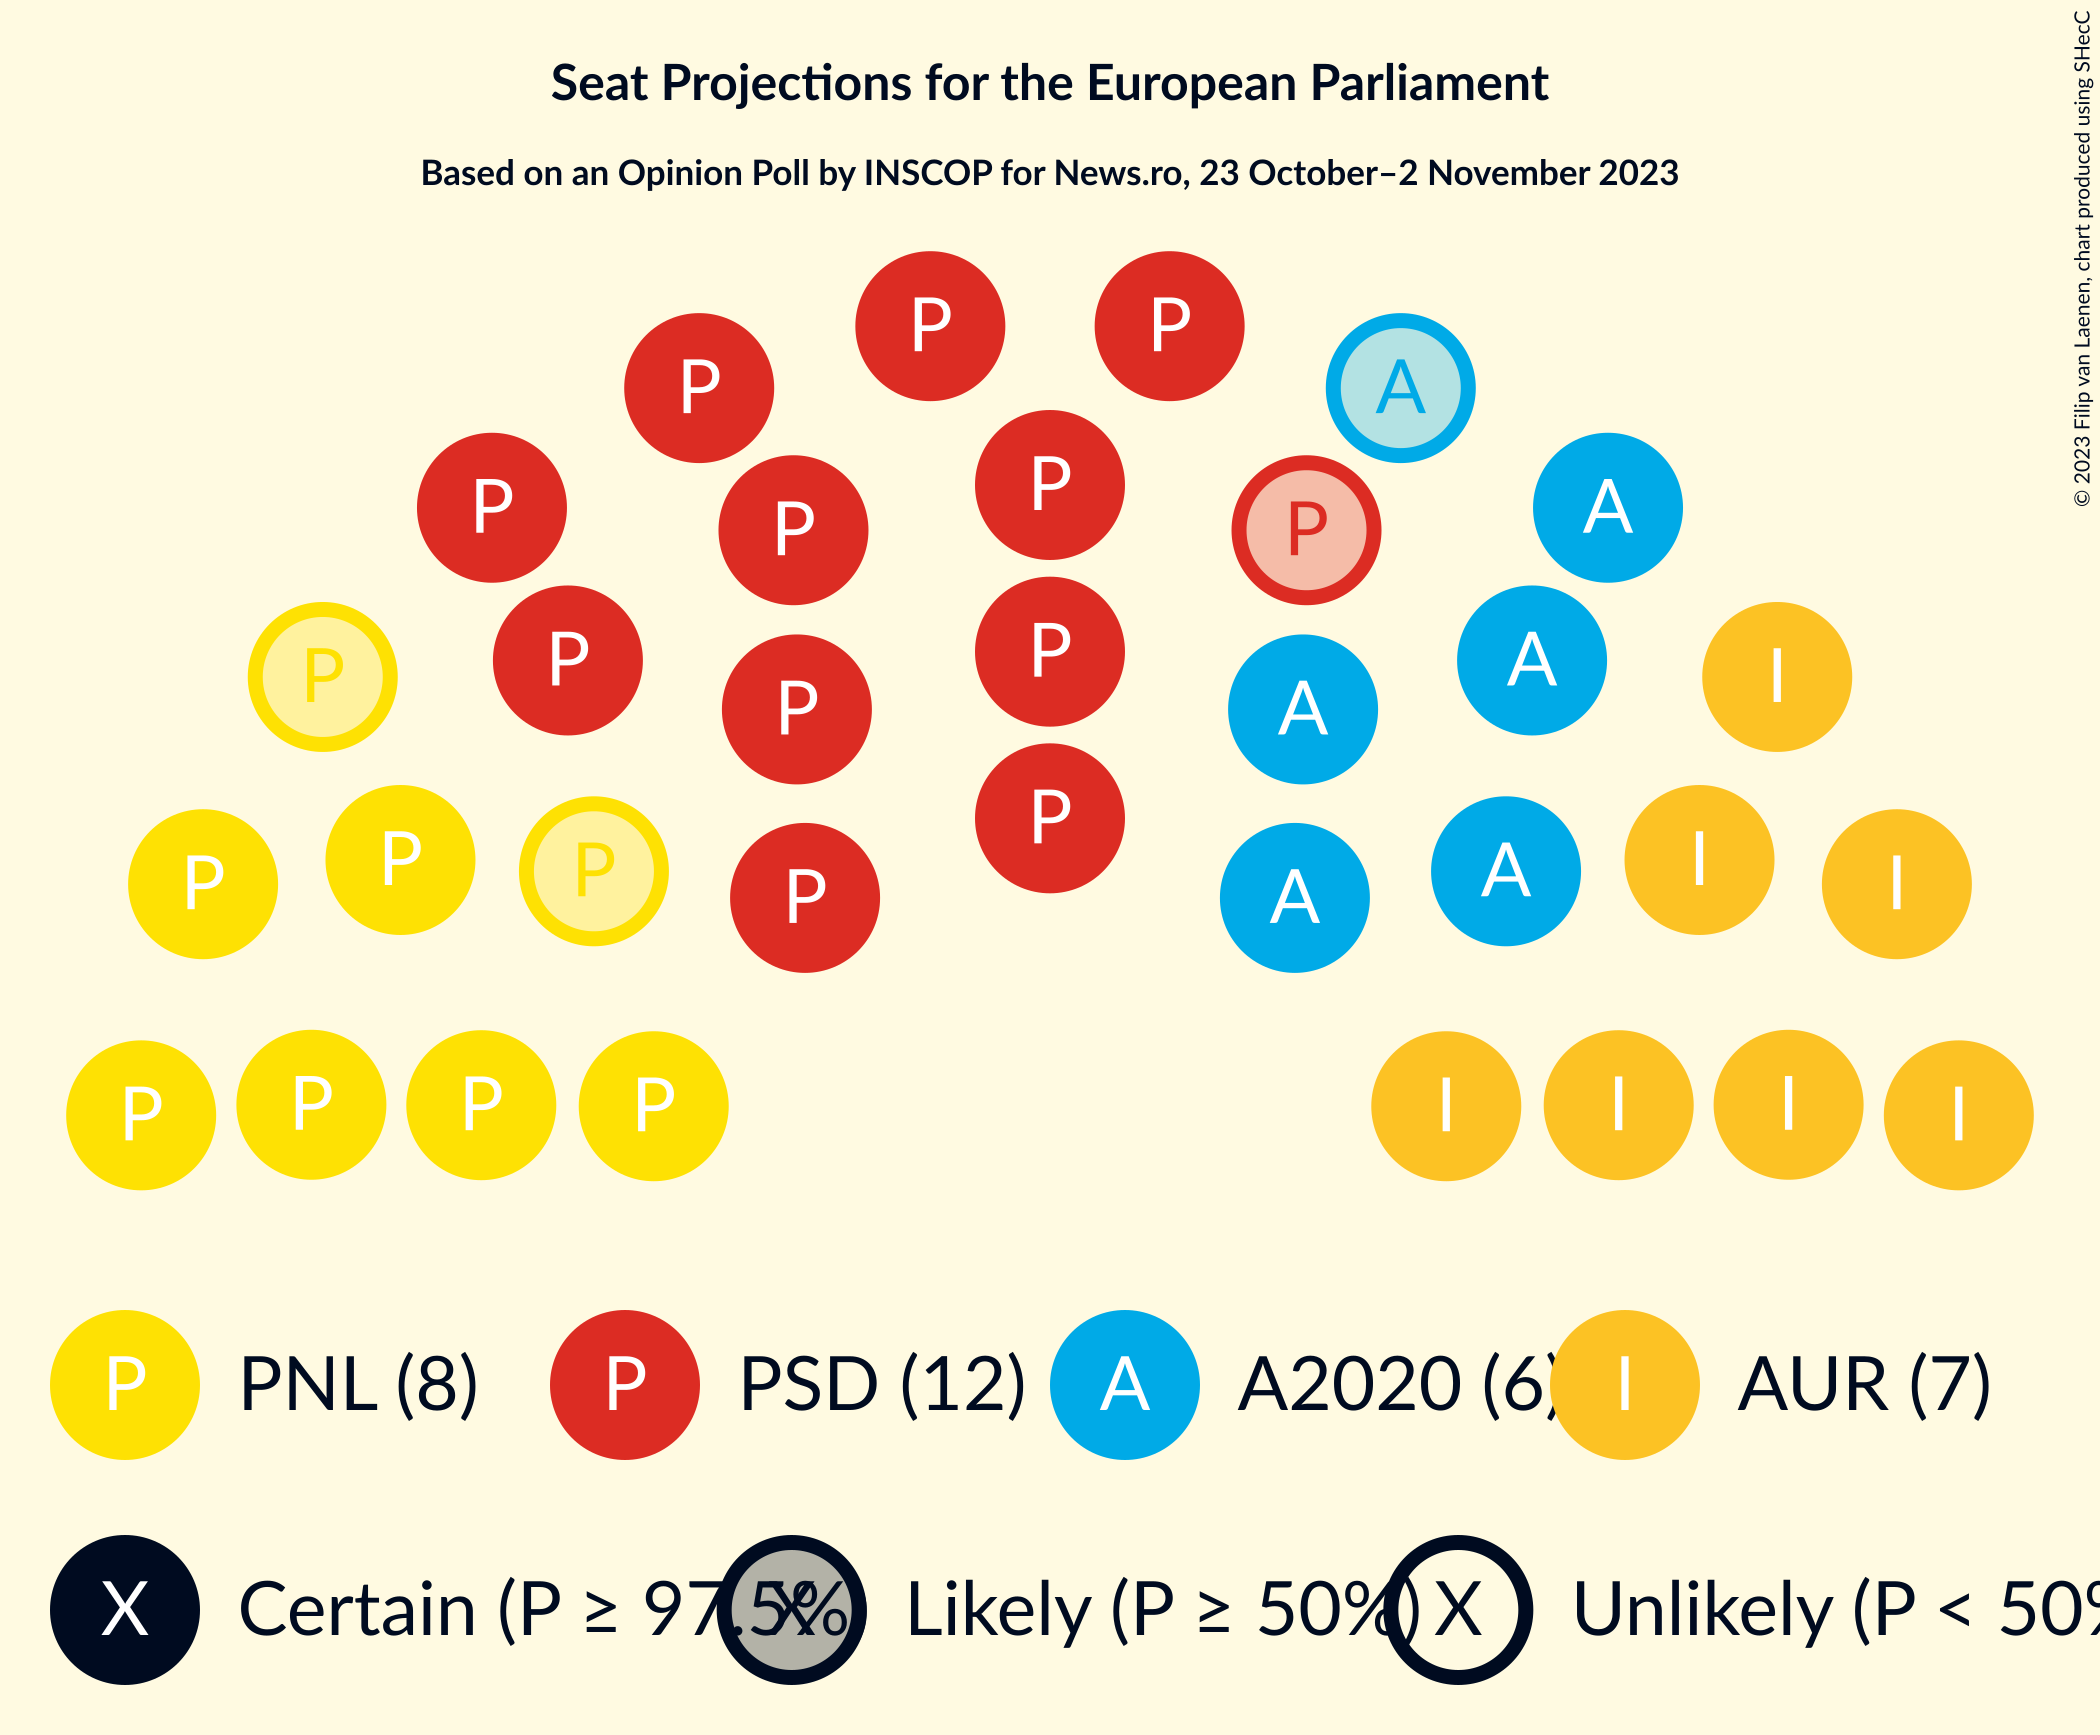 Seat Projections for the European Parliament
Based on an Opinion Poll by INSCOP for News.ro, 23 October–2 November 2023
© 2023 Filip van Laenen, chart produced using SHecC
P P
P A
P
P A
P P
P A
P P I
P
P A
P
P P P A I I
P A
P P P P I I I I
P PNL (8) P PSD (12) A A2020 (6) I AUR (7)
X Certain (P ≥ 97.5% X Likely (P ≥ 50%) X Unlikely (P < 50%